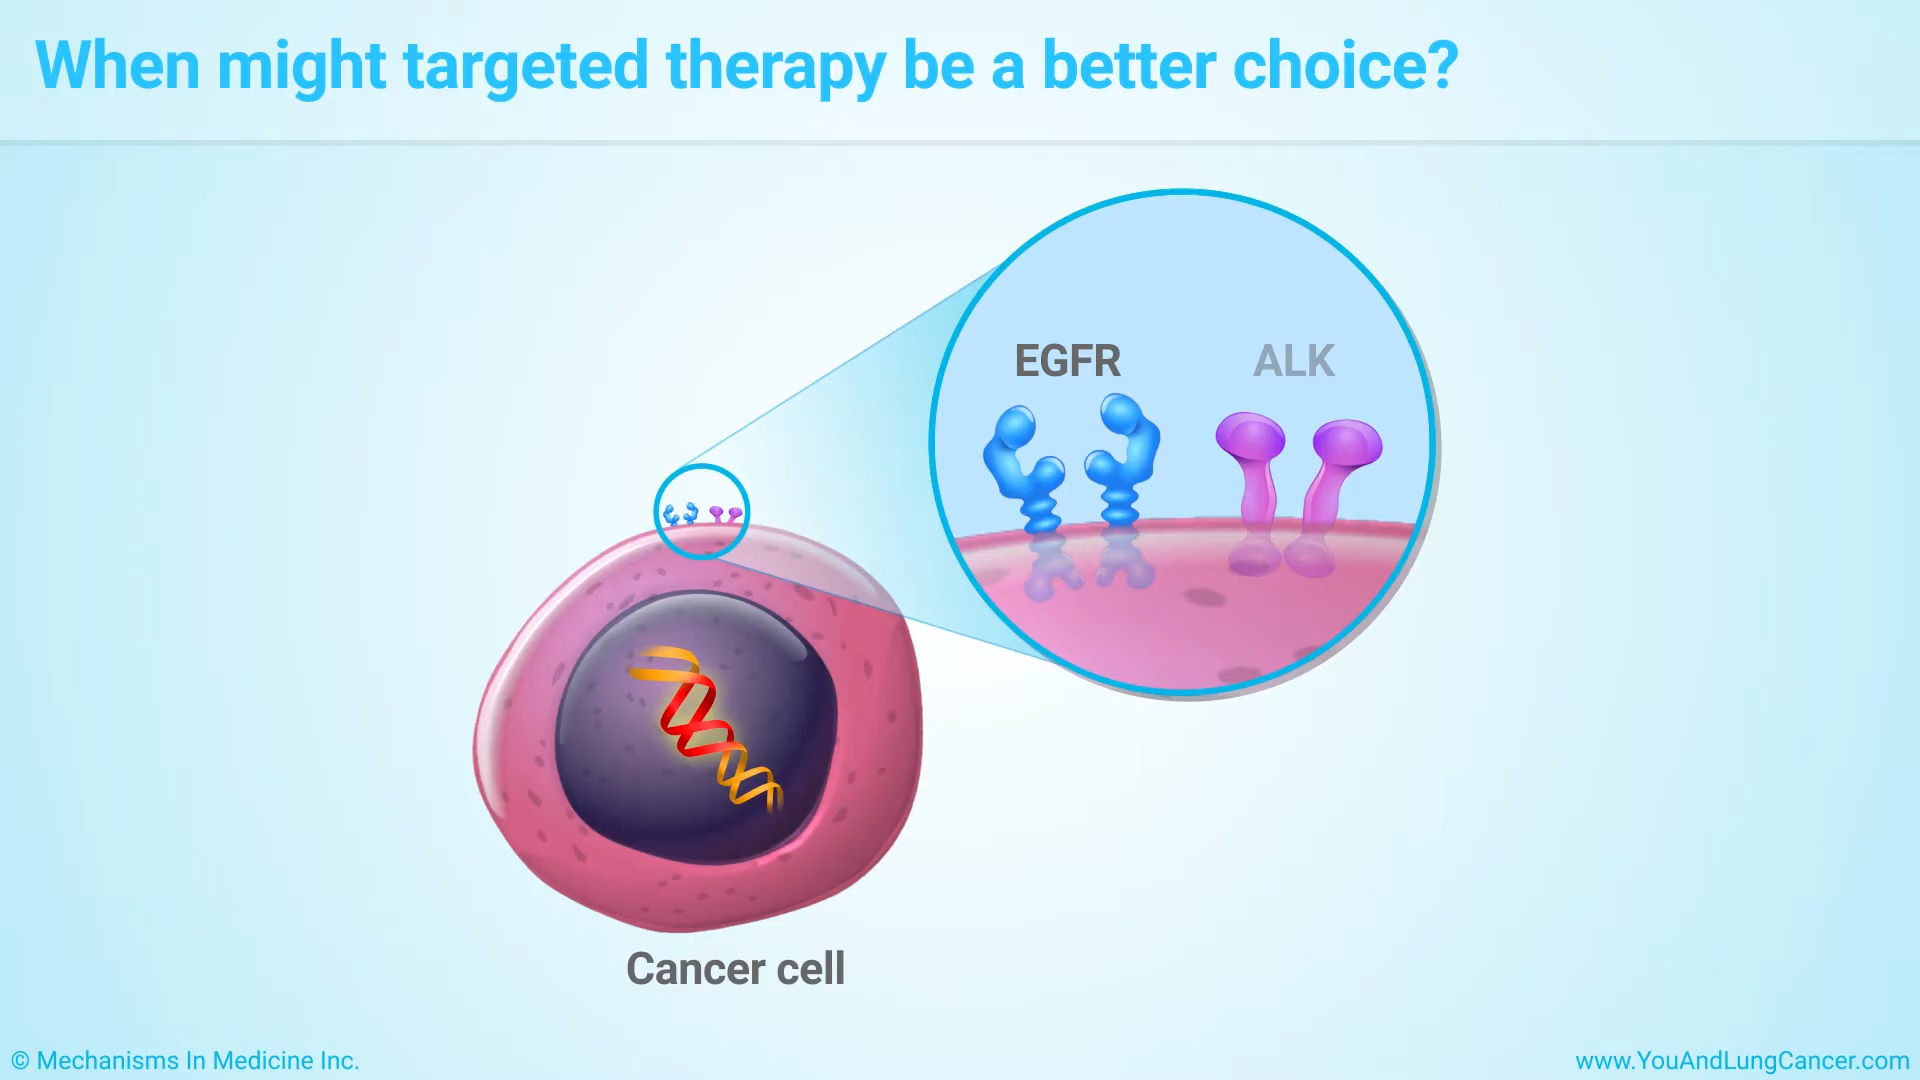 When might targeted therapy be a better choice?
EGFR
ALK
Cancer cell
© Mechanisms In Medicine Inc.
www.YouAndLungCancer.com